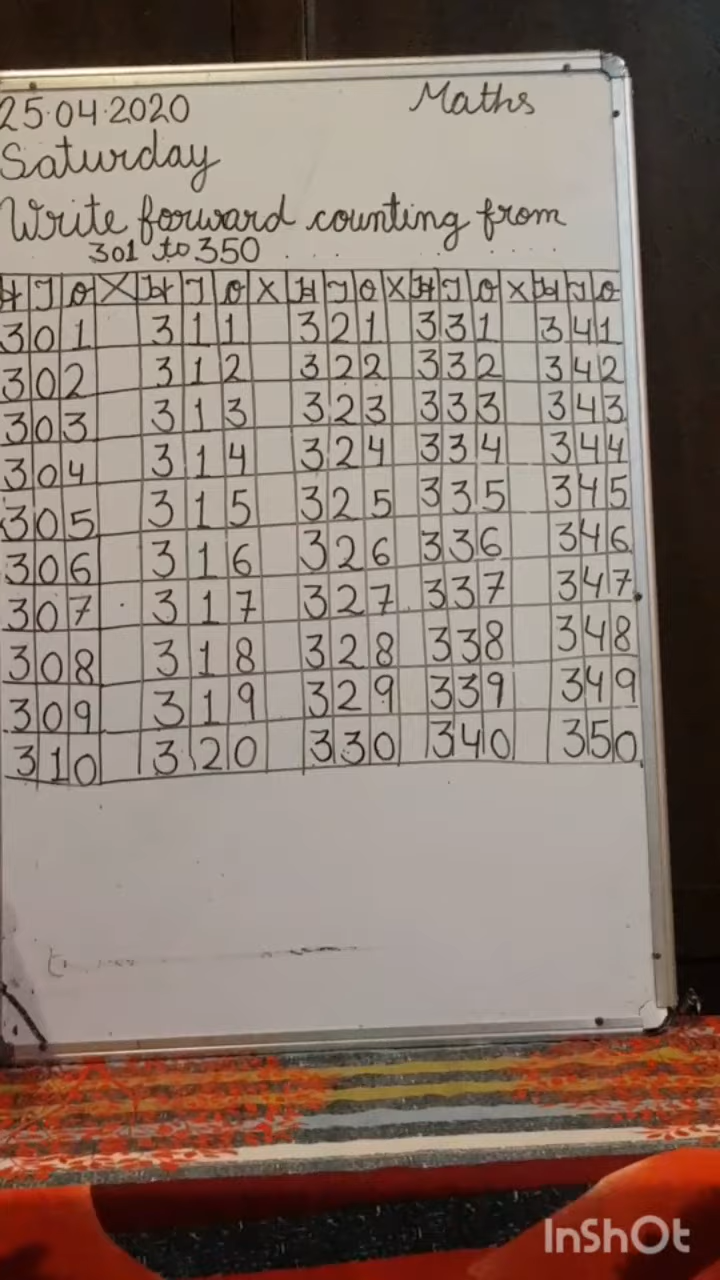 25.04.2020 Maths
Saturday
Write forward counting from
301 to 350
H T O X H T O X H T O X H T O X H T O
301 311 321 331 341
302 312 322 332 342
303 313 323 333 343
304 314 324 334 344
305 315 325 335 345
306 316 326 336 346
307 317 327 337 347
308 318 328 338 348
309 319 329 339 349
310 320 330 340 350
InShOt